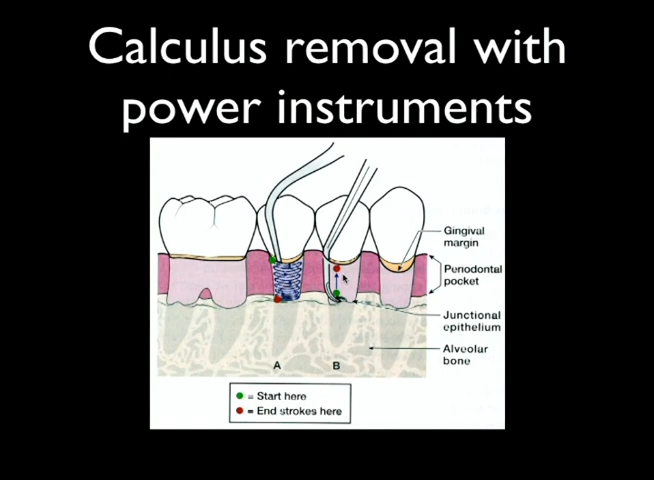 Calculus removal with
power instruments
Gingival
margin
Periodontal
pocket
Junctional
epithelium
Alveolar
bone
A
B
= Start here
= End strokes here